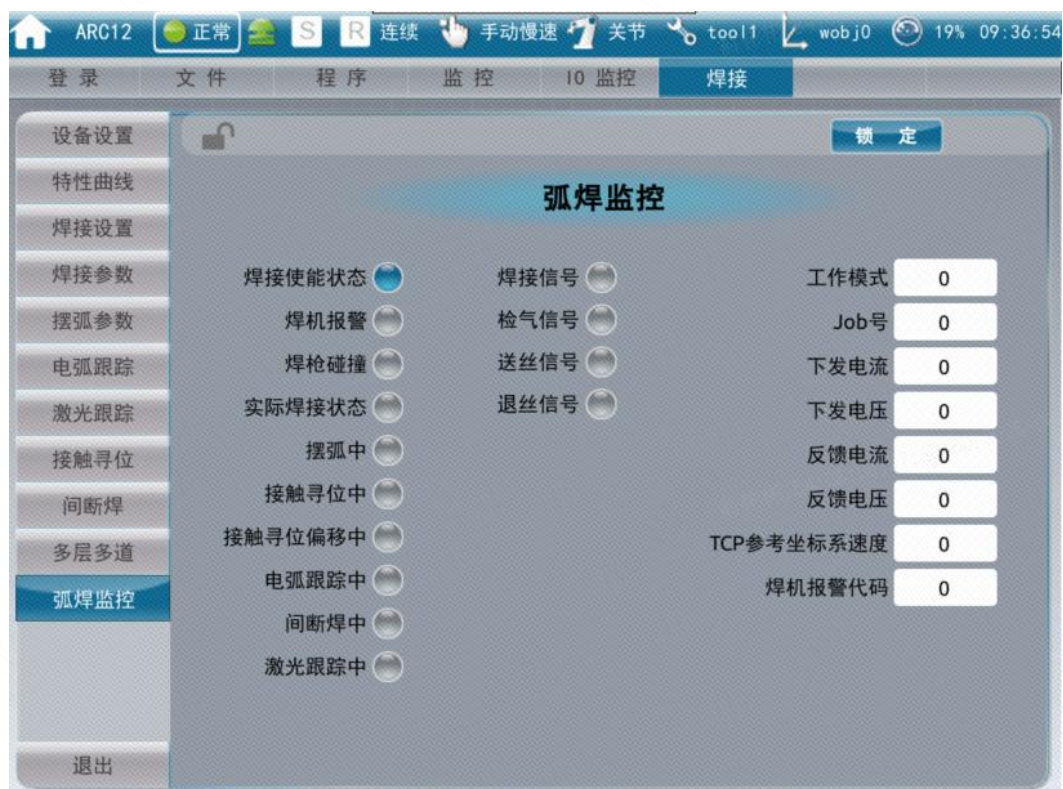 ARC12 正常 S R 连续 手动慢速 关节 tool1 wobj0 19% 09:36:54
登录 文件 程序 监控 IO 监控 焊接
设备设置
特性曲线
焊接设置
焊接参数
摆弧参数
电弧跟踪
激光跟踪
接触寻位
间断焊
多层多道
弧焊监控
退出
锁 定
弧焊监控
焊接使能状态
焊机报警
焊枪碰撞
实际焊接状态
摆弧中
接触寻位中
接触寻位偏移中
电弧跟踪中
间断焊中
激光跟踪中
焊接信号
检气信号
送丝信号
退丝信号
工作模式 0
Job号 0
下发电流 0
下发电压 0
反馈电流 0
反馈电压 0
TCP参考坐标系速度 0
焊机报警代码 0